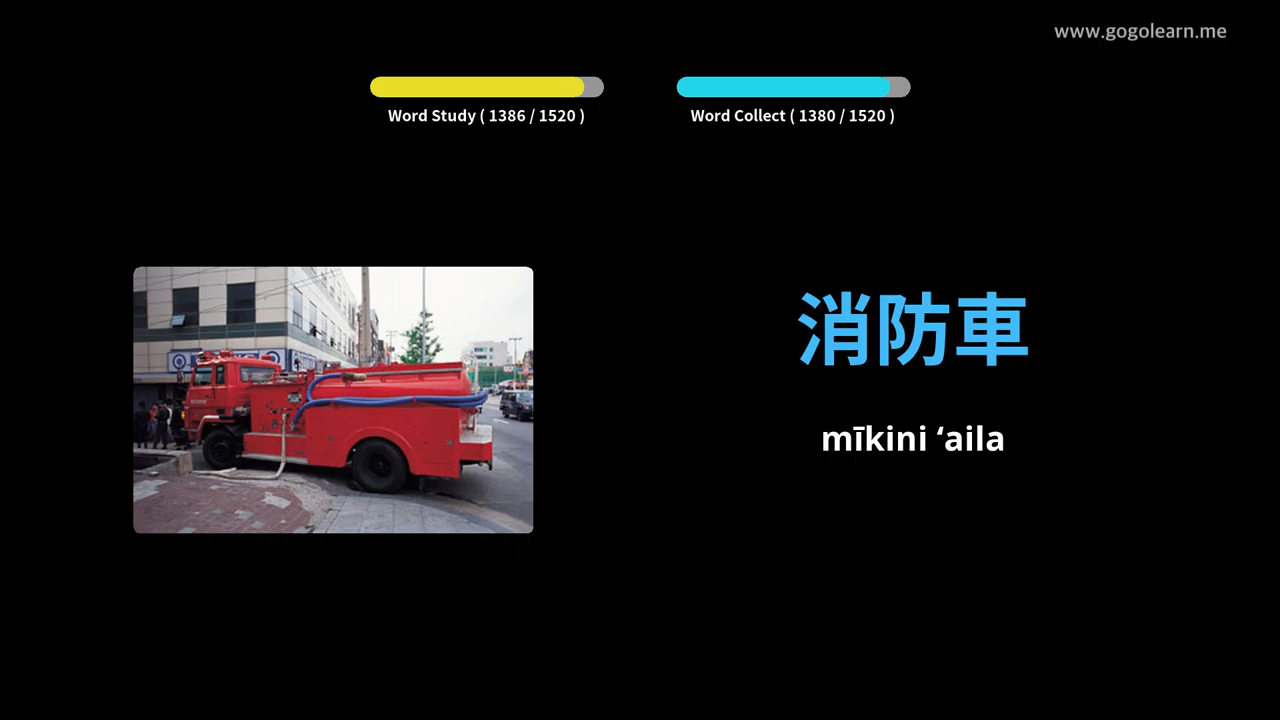 www.gogolearn.me
Word Study ( 1386 / 1520 )
Word Collect ( 1380 / 1520 )
消防車
mīkini ʻaila